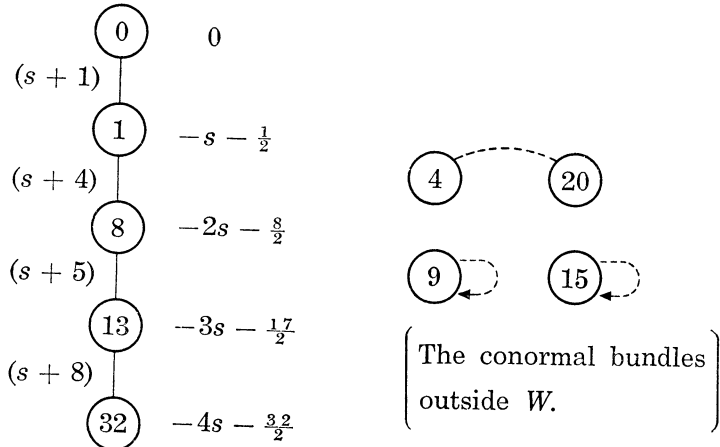 0 0
(s + 1)
1 −s − 1/2
(s + 4)
8 −2s − 8/2
(s + 5)
13 −3s − 17/2
(s + 8)
32 −4s − 32/2
4 20
9 15
The conormal bundles
outside W.